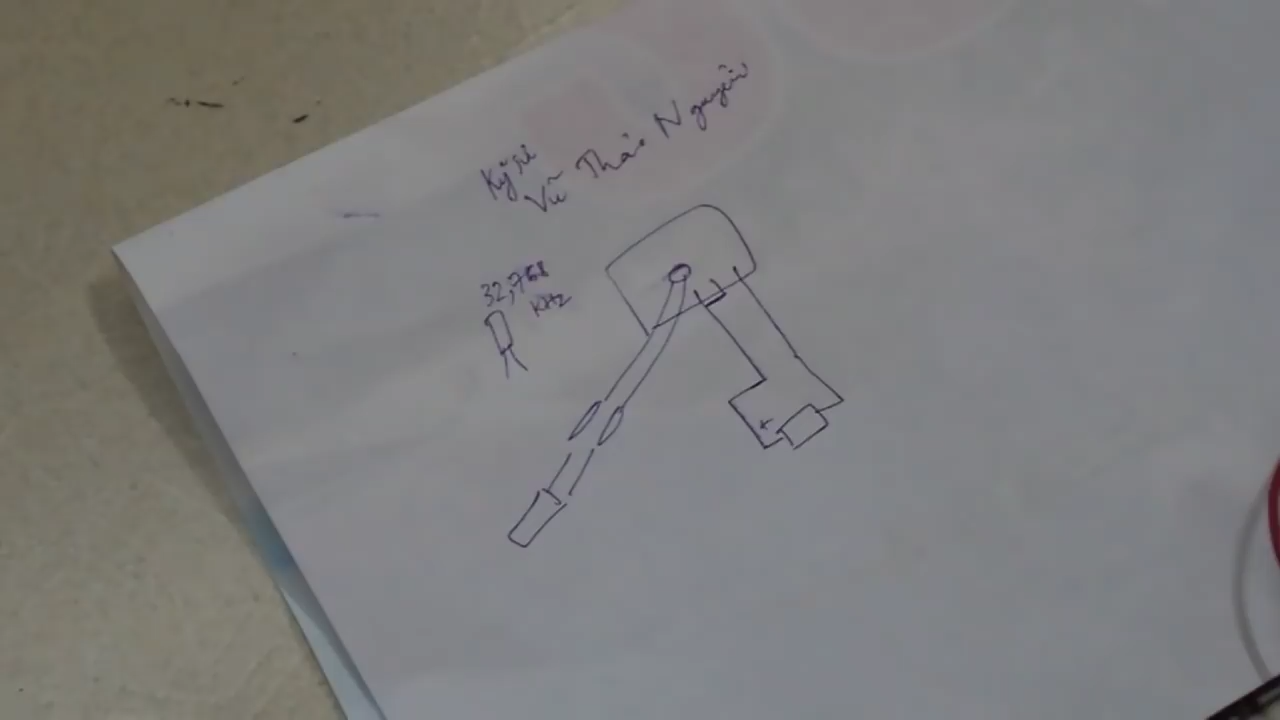 Kỹ sư
Vũ Thảo Nguyên
32,768
KHz
+